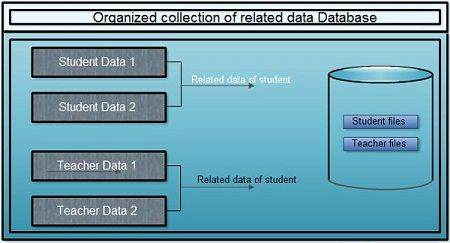 Organized collection of related data Database
Student Data 1
Related data of student
Student Data 2
Student files
Teacher files
Teacher Data 1
Related data of student
Teacher Data 2